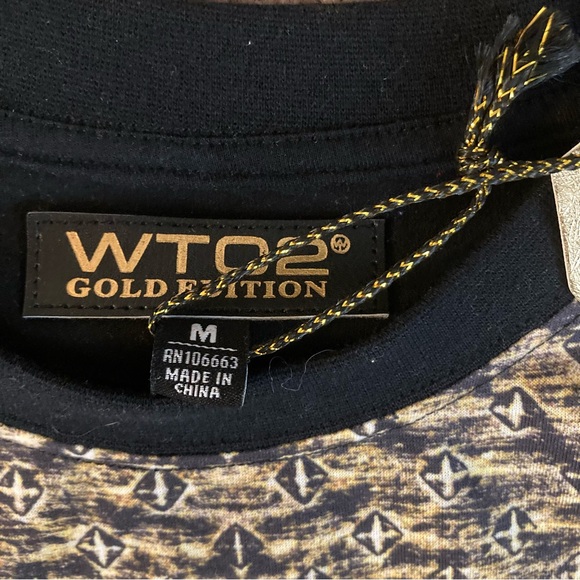 WT02®
GOLD EDITION
M
RN106663
MADE IN
CHINA